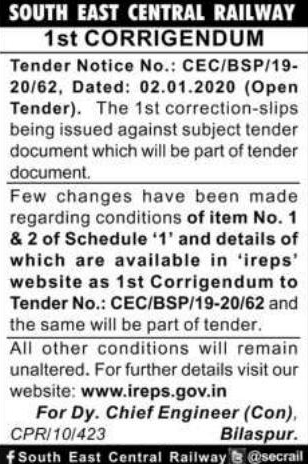 SOUTH EAST CENTRAL RAILWAY
1st CORRIGENDUM
Tender Notice No.: CEC/BSP/19-
20/62, Dated: 02.01.2020 (Open
Tender). The 1st correction-slips
being issued against subject tender
document which will be part of tender
document.
Few changes have been made
regarding conditions of item No. 1
& 2 of Schedule ‘1’ and details of
which are available in ‘ireps’
website as 1st Corrigendum to
Tender No.: CEC/BSP/19-20/62 and
the same will be part of tender.
All other conditions will remain
unaltered. For further details visit our
website: www.ireps.gov.in
For Dy. Chief Engineer (Con),
CPR/10/423 Bilaspur.
f South East Central Railway @secrail